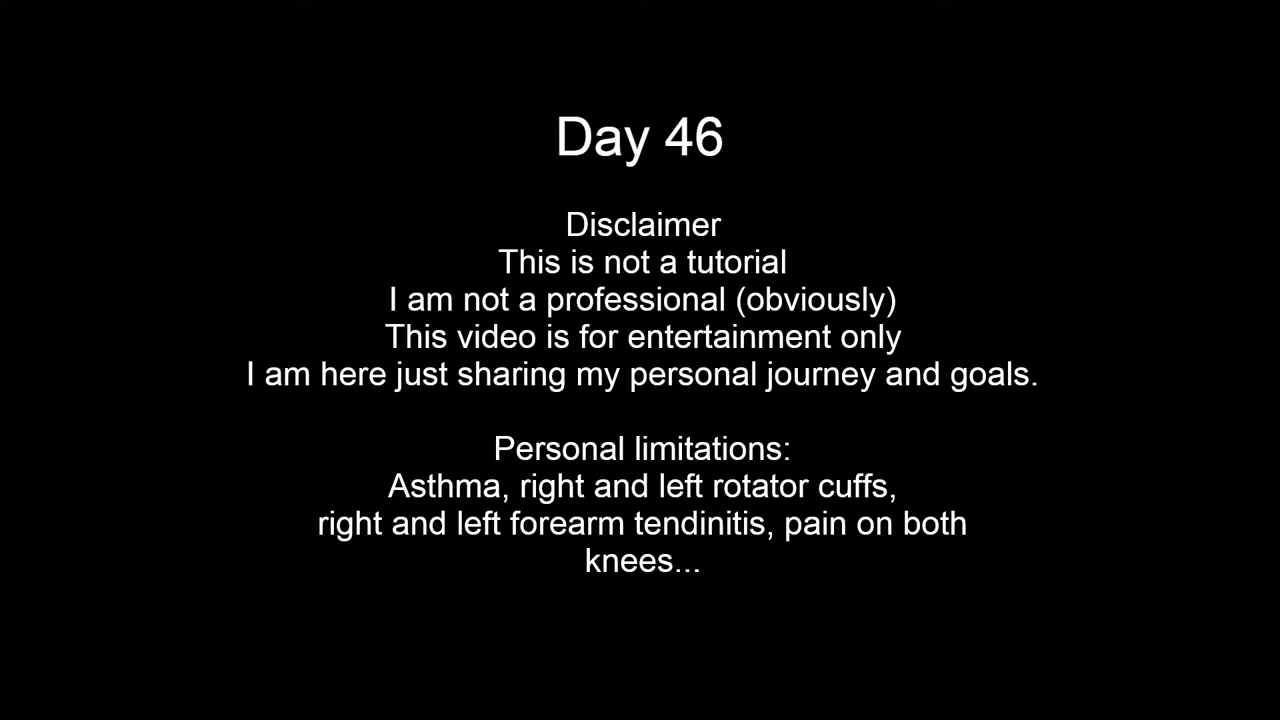 Day 46
Disclaimer
This is not a tutorial
I am not a professional (obviously)
This video is for entertainment only
I am here just sharing my personal journey and goals.
Personal limitations:
Asthma, right and left rotator cuffs,
right and left forearm tendinitis, pain on both
knees...